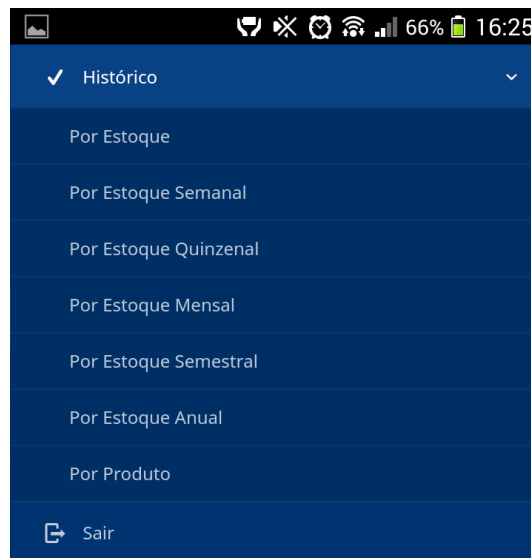 66% 16:25
Histórico
Por Estoque
Por Estoque Semanal
Por Estoque Quinzenal
Por Estoque Mensal
Por Estoque Semestral
Por Estoque Anual
Por Produto
Sair